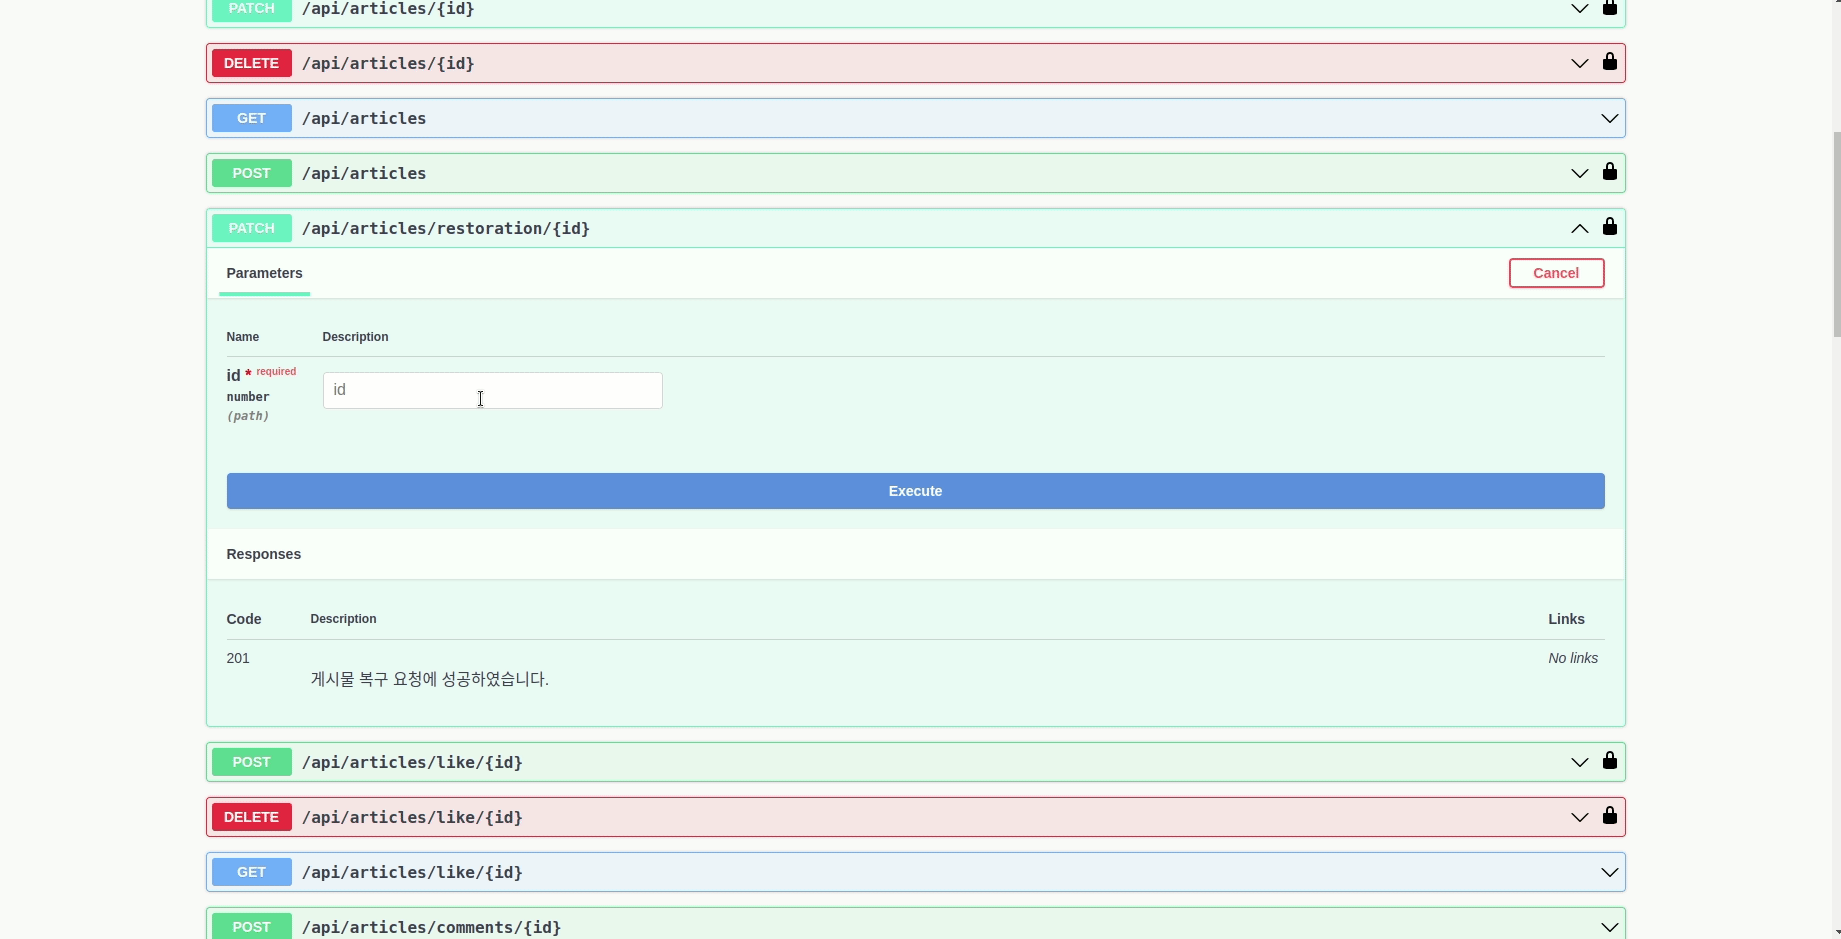 PATCH /api/articles/{id}
DELETE /api/articles/{id}
GET /api/articles
POST /api/articles
PATCH /api/articles/restoration/{id}
Parameters Cancel
Name Description
id * required
number
(path)
id
Execute
Responses
Code Description Links
201 No links
게시물 복구 요청에 성공하였습니다.
POST /api/articles/like/{id}
DELETE /api/articles/like/{id}
GET /api/articles/like/{id}
POST /api/articles/comments/{id}